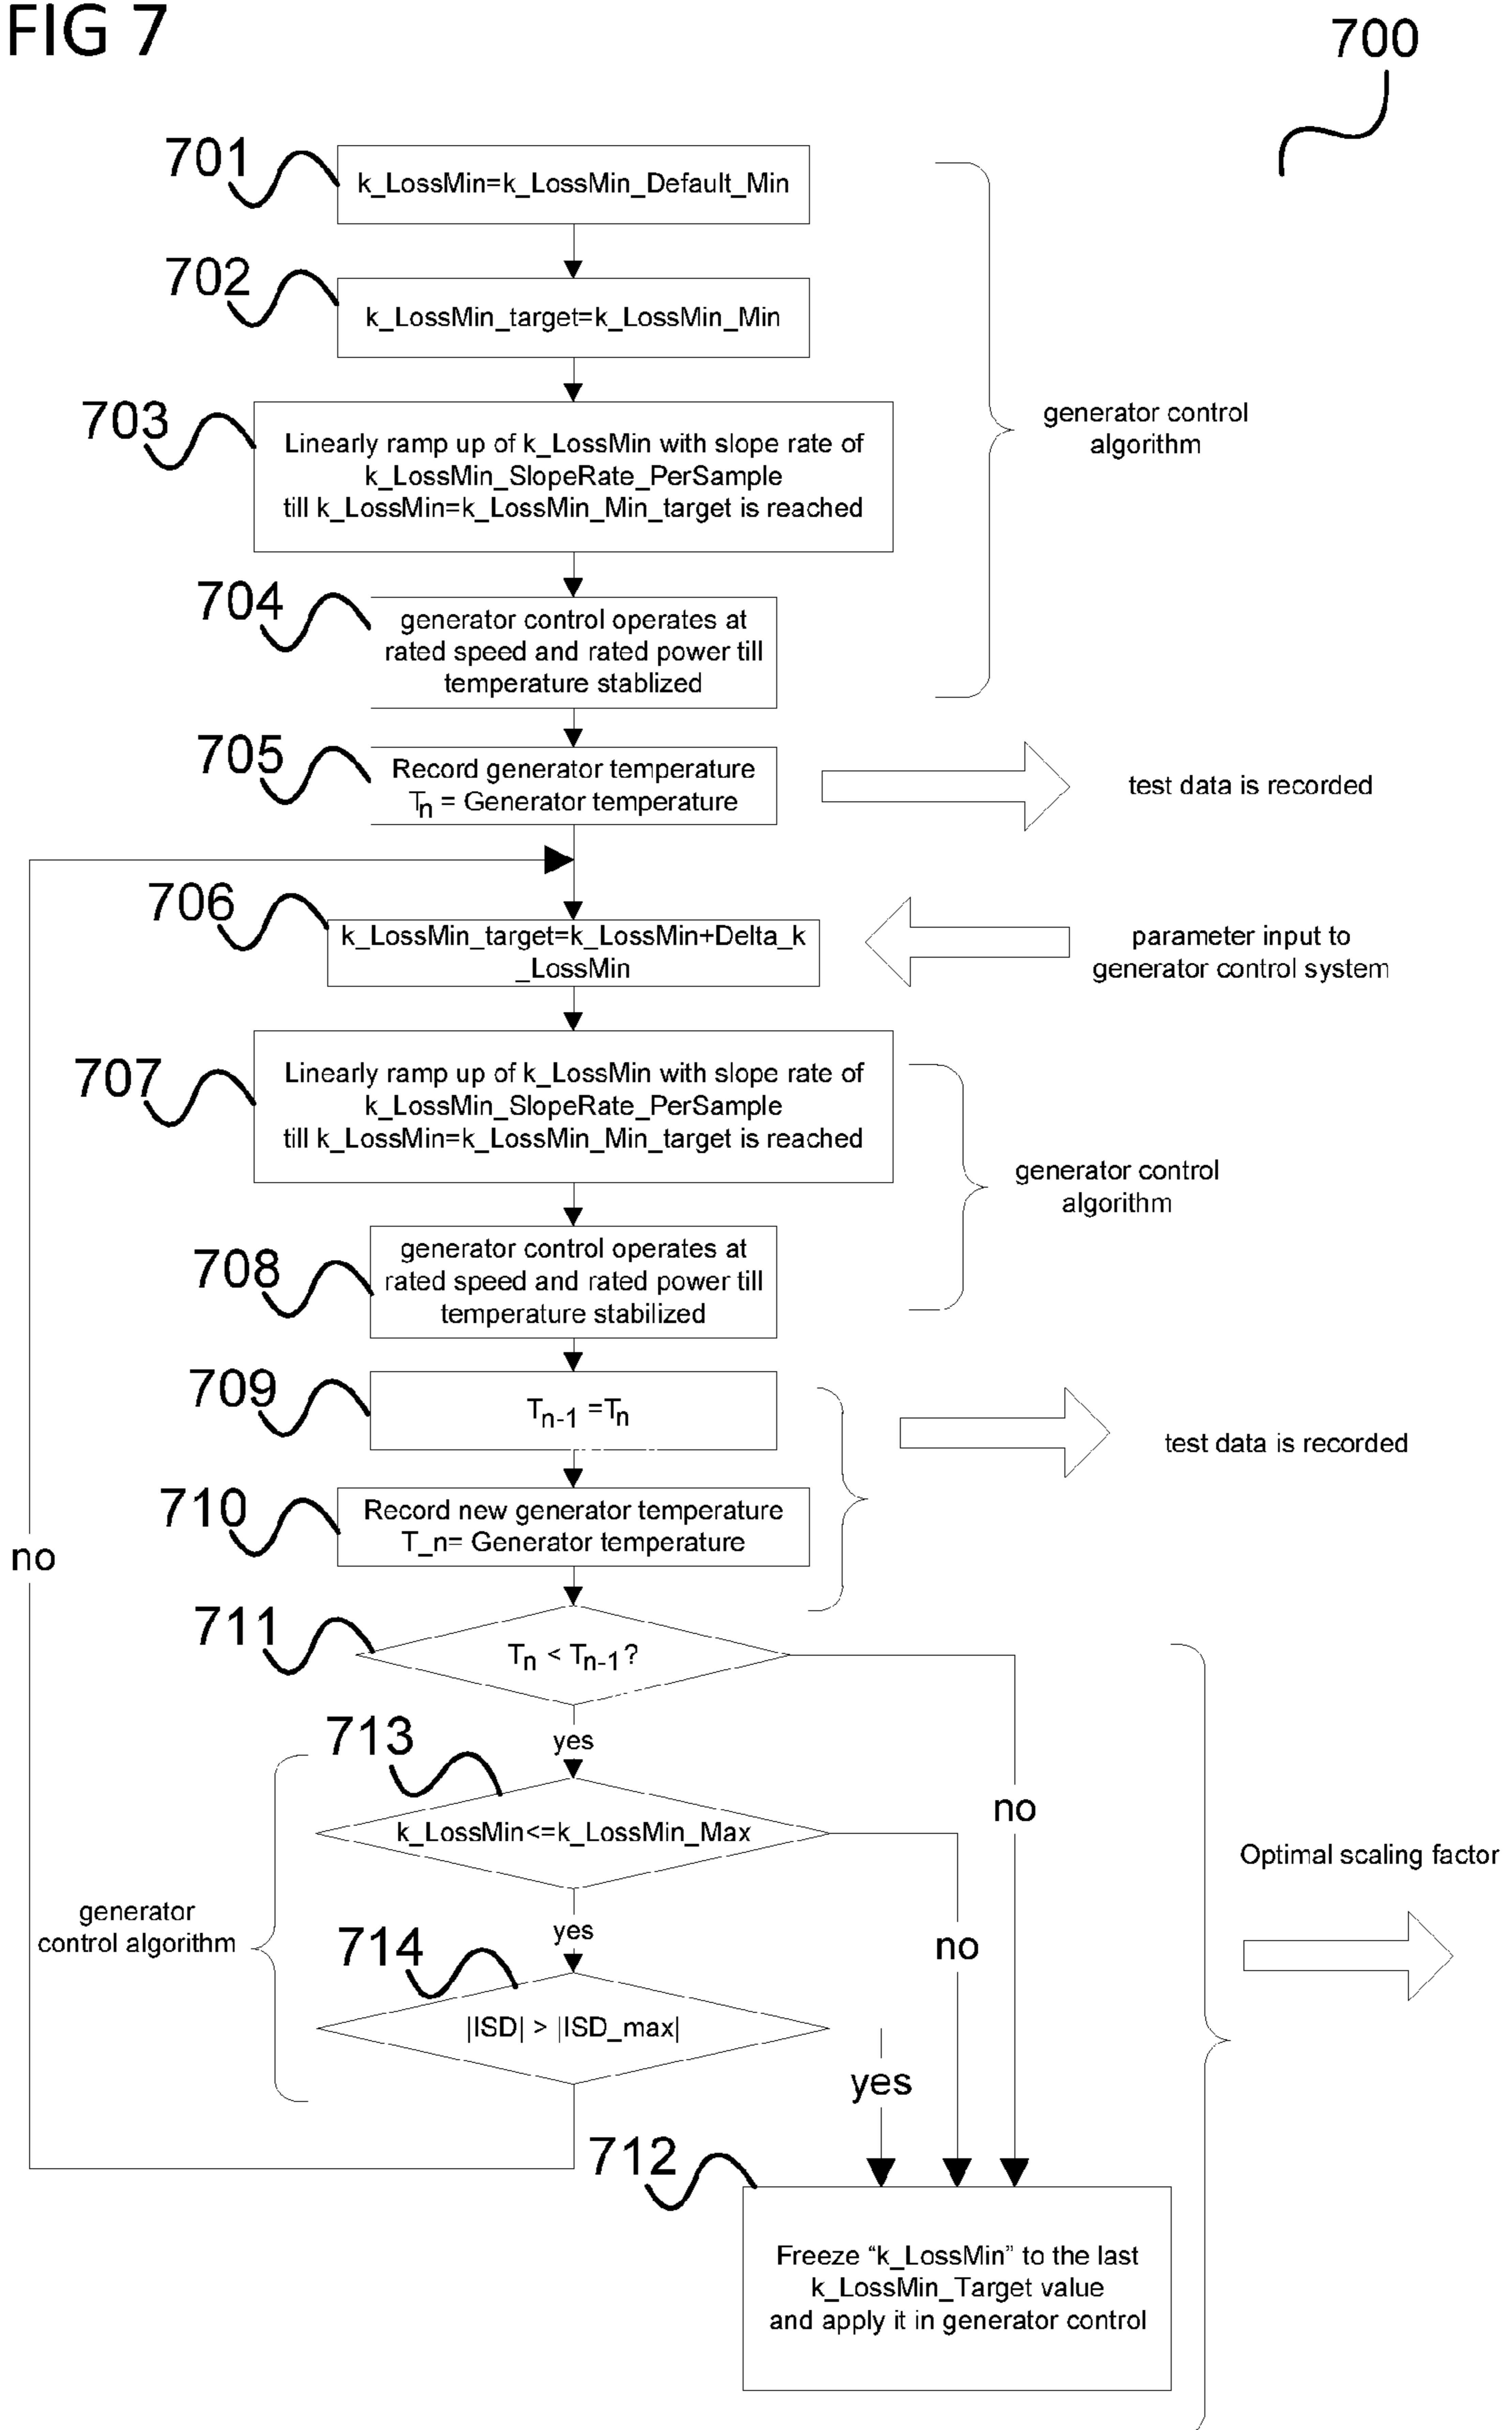 FIG 7
700
701
k_LossMin=k_LossMin_Default_Min
702
k_LossMin_target=k_LossMin_Min
703
Linearly ramp up of k_LossMin with slope rate of
k_LossMin_SlopeRate_PerSample
till k_LossMin=k_LossMin_Min_target is reached
generator control
algorithm
704
generator control operates at
rated speed and rated power till
temperature stablized
705
Record generator temperature
Tn = Generator temperature
test data is recorded
706
k_LossMin_target=k_LossMin+Delta_k
_LossMin
parameter input to
generator control system
707
Linearly ramp up of k_LossMin with slope rate of
k_LossMin_SlopeRate_PerSample
till k_LossMin=k_LossMin_Min_target is reached
generator control
algorithm
708
generator control operates at
rated speed and rated power till
temperature stabilized
709
Tn-1 =Tn
test data is recorded
710
Record new generator temperature
T_n= Generator temperature
no
711
Tn < Tn-1?
yes
713
k_LossMin<=k_LossMin_Max
no
Optimal scaling factor
generator
control algorithm
yes
714
no
|ISD| > |ISD_max|
yes
712
Freeze “k_LossMin” to the last
k_LossMin_Target value
and apply it in generator control